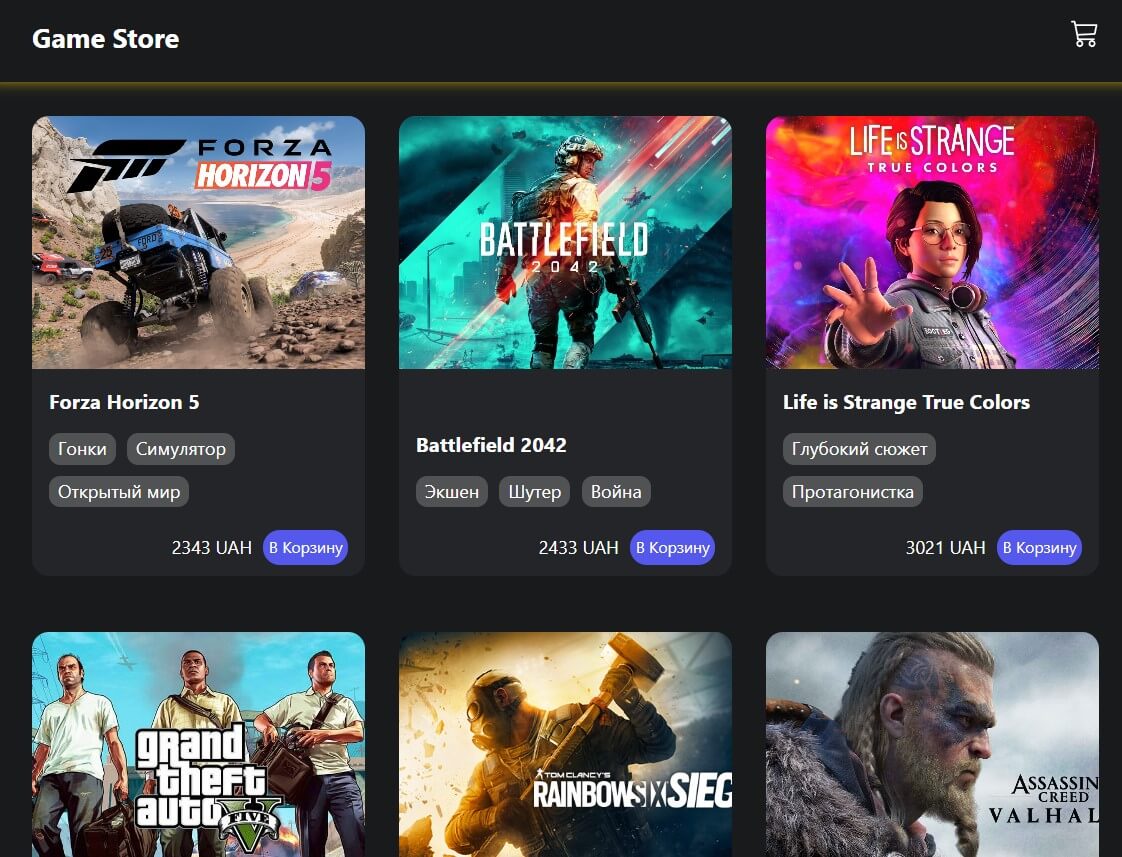 Game Store
FORZA
HORIZON 5
BATTLEFIELD
2042
LIFE IS STRANGE
TRUE COLORS
Forza Horizon 5
Гонки Симулятор
Открытый мир
2343 UAH В Корзину
Battlefield 2042
Экшен Шутер Война
2433 UAH В Корзину
Life is Strange True Colors
Глубокий сюжет
Протагонистка
3021 UAH В Корзину
grand
theft
auto
FIVE
TOM CLANCY'S
RAINBOW SIX SIEG
ASSASSIN
CREED
VALHAL